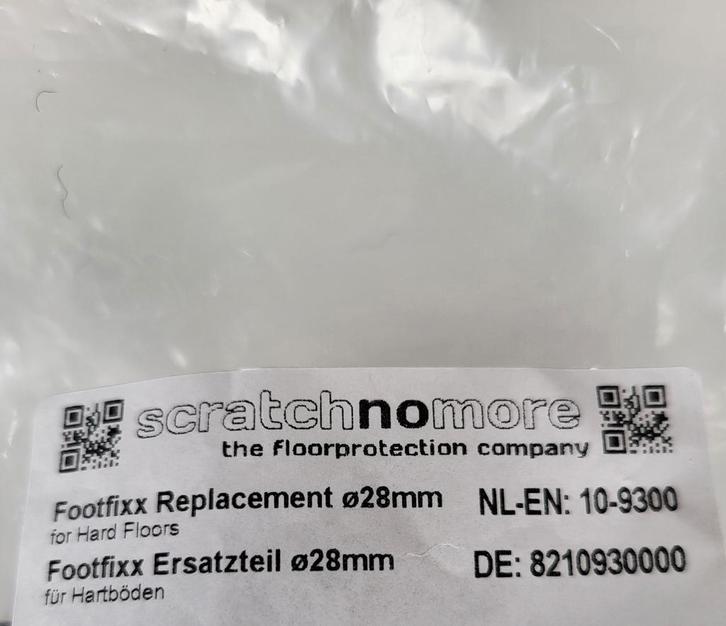 scratchnomore
the floorprotection company
Footfixx Replacement ø28mm NL-EN: 10-9300
for Hard Floors
Footfixx Ersatzteil ø28mm DE: 8210930000
für Hartböden